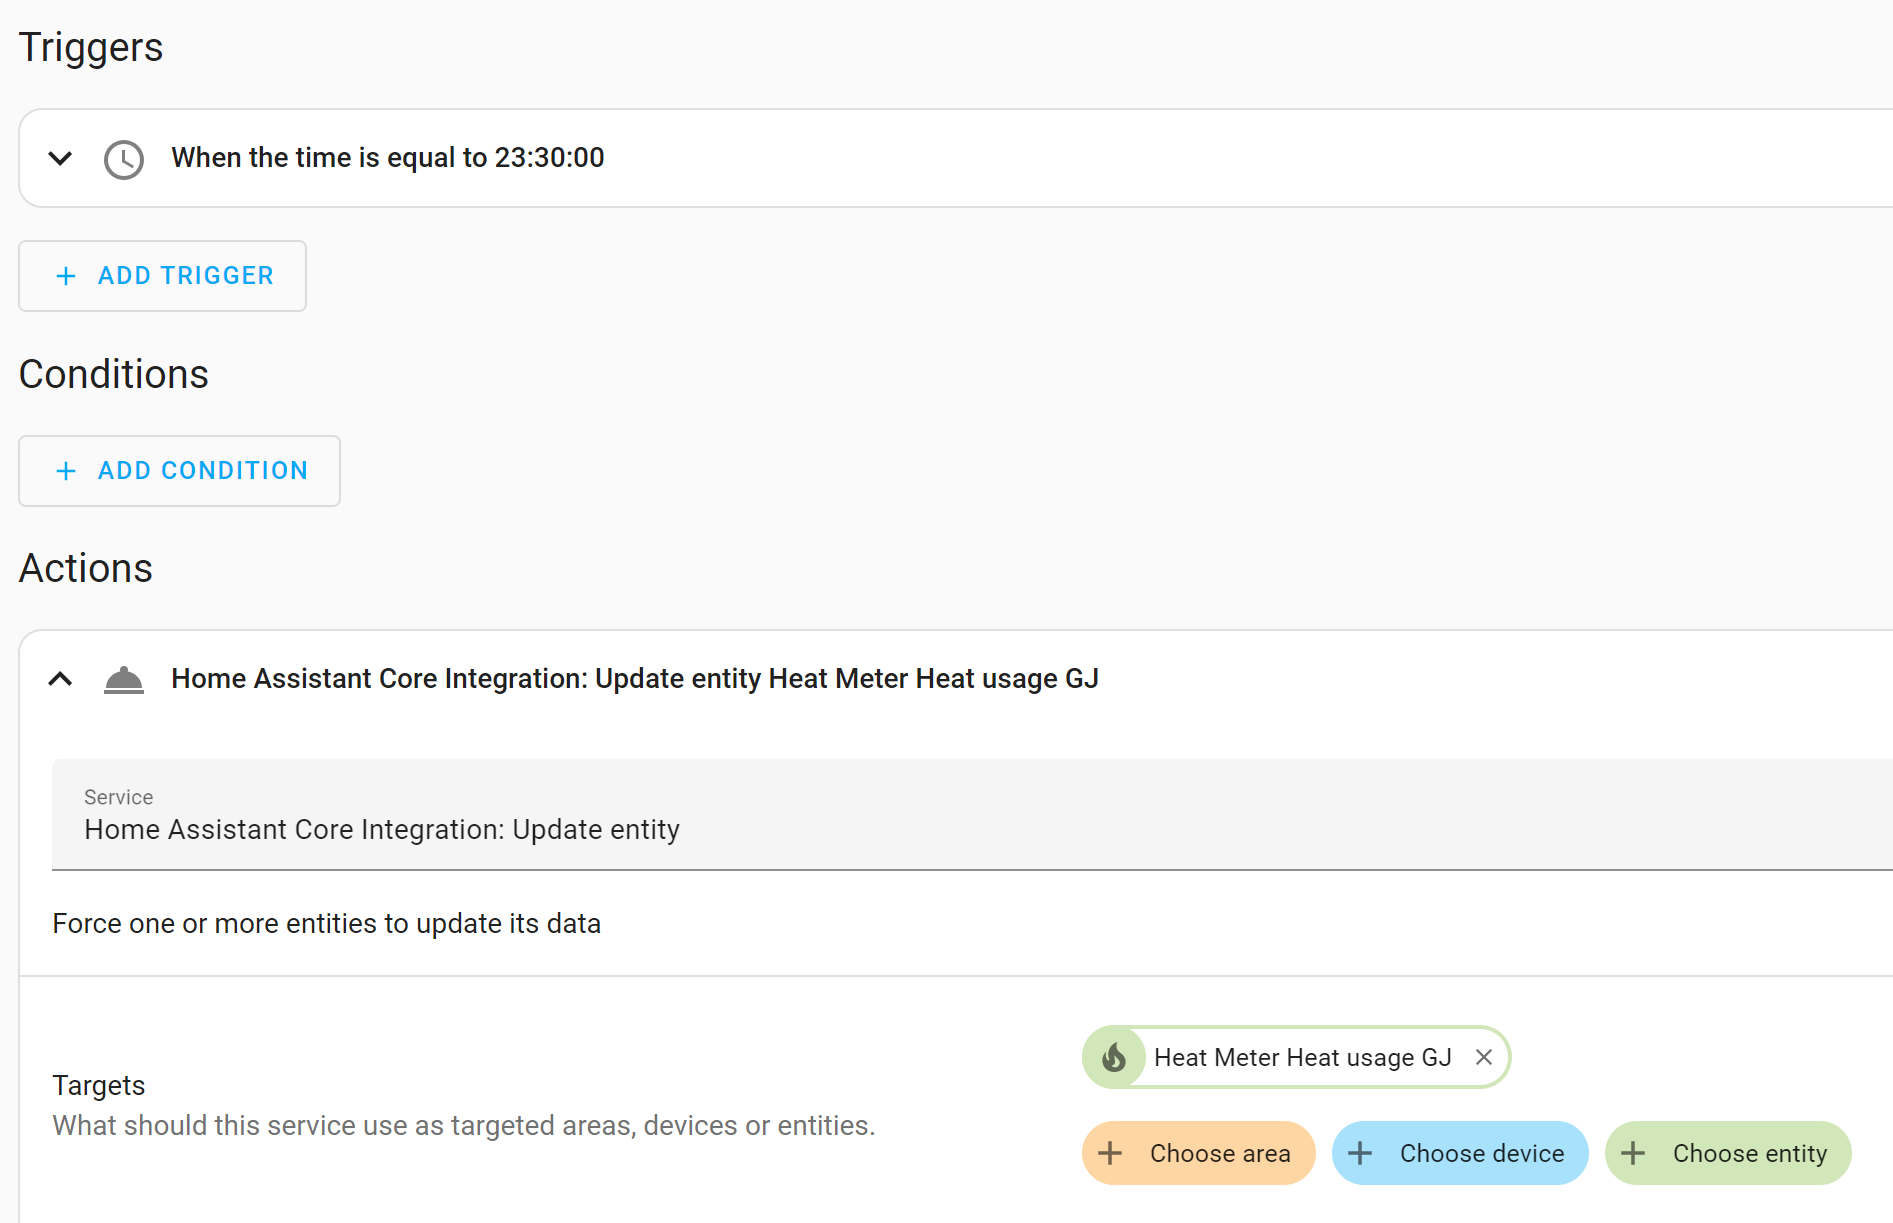 Triggers
When the time is equal to 23:30:00
ADD TRIGGER
Conditions
ADD CONDITION
Actions
Home Assistant Core Integration: Update entity Heat Meter Heat usage GJ
Service
Home Assistant Core Integration: Update entity
Force one or more entities to update its data
Heat Meter Heat usage GJ
Targets
What should this service use as targeted areas, devices or entities.
Choose area
Choose device
Choose entity